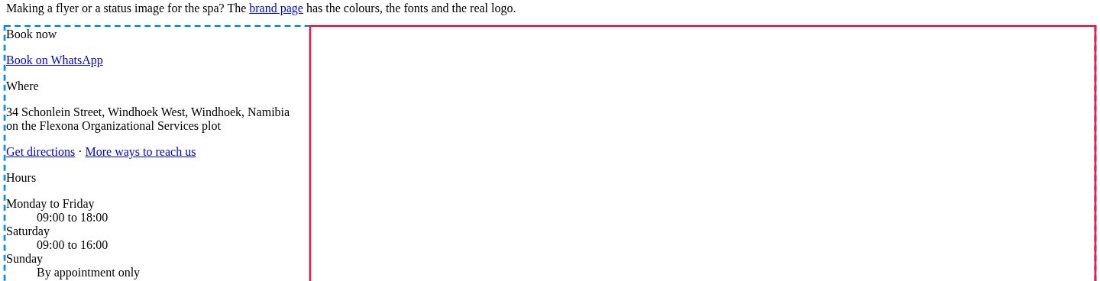 Making a flyer or a status image for the spa? The brand page has the colours, the fonts and the real logo.
Book now
Book on WhatsApp
Where
34 Schonlein Street, Windhoek West, Windhoek, Namibia
on the Flexona Organizational Services plot
Get directions · More ways to reach us
Hours
Monday to Friday
09:00 to 18:00
Saturday
09:00 to 16:00
Sunday
By appointment only